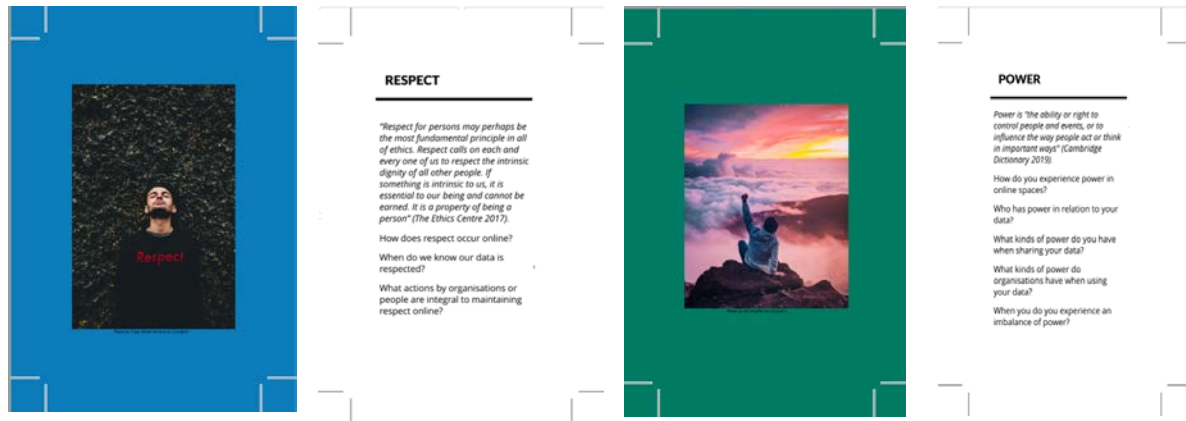 Respect
RESPECT
"Respect for persons may perhaps be
the most fundamental principle in all
of ethics. Respect calls on each and
every one of us to respect the intrinsic
dignity of all other people. If
something is intrinsic to us, it is
essential to our being and cannot be
earned. It is a property of being a
person" (The Ethics Centre 2017).
How does respect occur online?
When do we know our data is
respected?
What actions by organisations or
people are integral to maintaining
respect online?
POWER
Power is "the ability or right to
control people and events, or to
influence the way people act or think
in important ways" (Cambridge
Dictionary 2019).
How do you experience power in
online spaces?
Who has power in relation to your
data?
What kinds of power do you have
when sharing your data?
What kinds of power do
organisations have when using
your data?
When you do you experience an
imbalance of power?